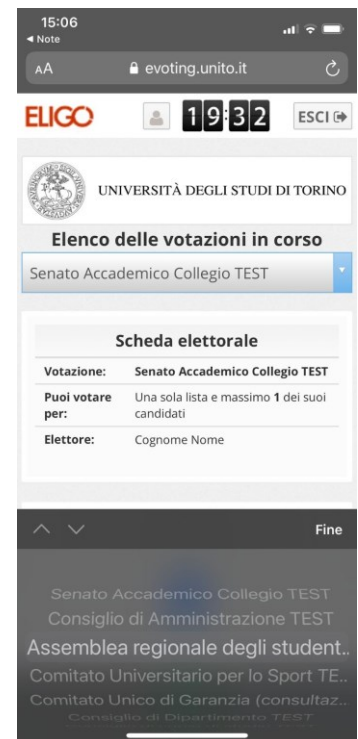 15:06
◀ Note
AA evoting.unito.it
ELIGO 19:32 ESCI
UNIVERSITÀ DEGLI STUDI DI TORINO
Elenco delle votazioni in corso
Senato Accademico Collegio TEST
Scheda elettorale
Votazione: Senato Accademico Collegio TEST
Puoi votare per: Una sola lista e massimo 1 dei suoi
candidati
Elettore: Cognome Nome
Fine
Senato Accademico Collegio TEST
Consiglio di Amministrazione TEST
Assemblea regionale degli student..
Comitato Universitario per lo Sport TE..
Comitato Unico di Garanzia (consultaz..
Consiglio di Dipartimento TEST